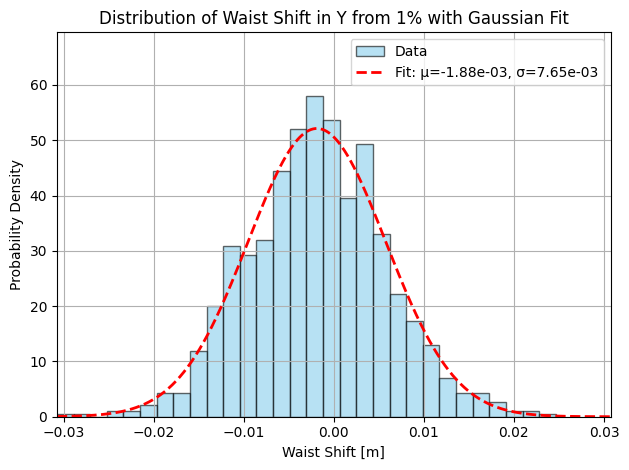 Distribution of Waist Shift in Y from 1% with Gaussian Fit
Data
Fit: μ=-1.88e-03, σ=7.65e-03
Probability Density
60
50
40
30
20
10
0
−0.03 −0.02 −0.01 0.00 0.01 0.02 0.03
Waist Shift [m]